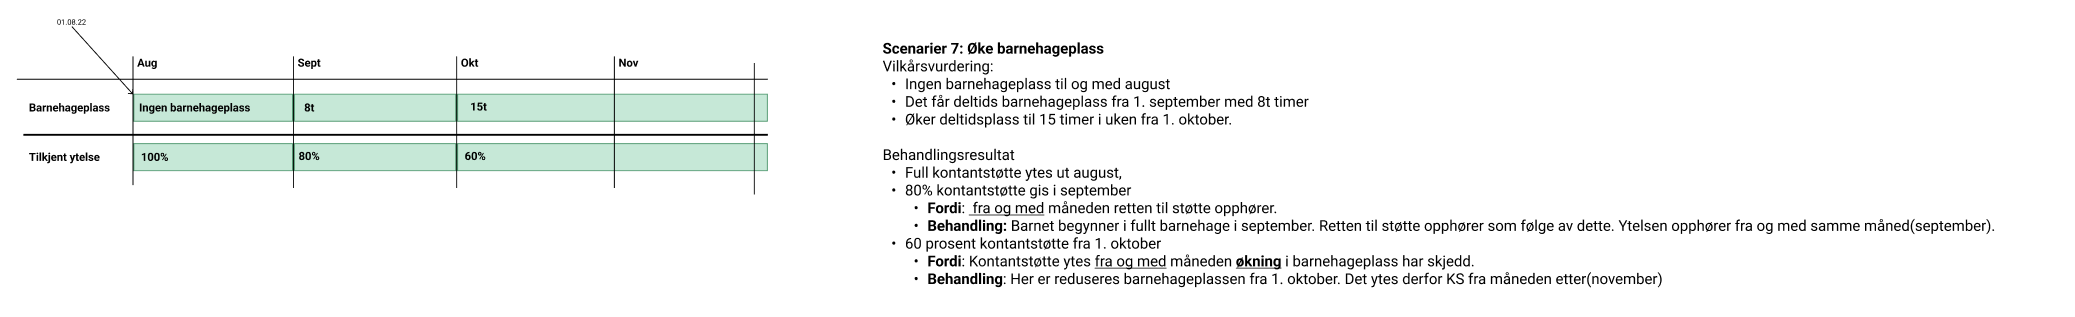 01.08.22
Aug
Sept
Okt
Nov
Barnehageplass
Ingen barnehageplass
8t
15t
Tilkjent ytelse
100%
80%
60%
Scenarier 7: Øke barnehageplass
Vilkårsvurdering:
• Ingen barnehageplass til og med august
• Det får deltids barnehageplass fra 1. september med 8t timer
• Øker deltidsplass til 15 timer i uken fra 1. oktober.
Behandlingsresultat
• Full kontantstøtte ytes ut august,
• 80% kontantstøtte gis i september
• Fordi: fra og med måneden retten til støtte opphører.
• Behandling: Barnet begynner i fullt barnehage i september. Retten til støtte opphører som følge av dette. Ytelsen opphører fra og med samme måned(september).
• 60 prosent kontantstøtte fra 1. oktober
• Fordi: Kontantstøtte ytes fra og med måneden økning i barnehageplass har skjedd.
• Behandling: Her er reduseres barnehageplassen fra 1. oktober. Det ytes derfor KS fra måneden etter(november)